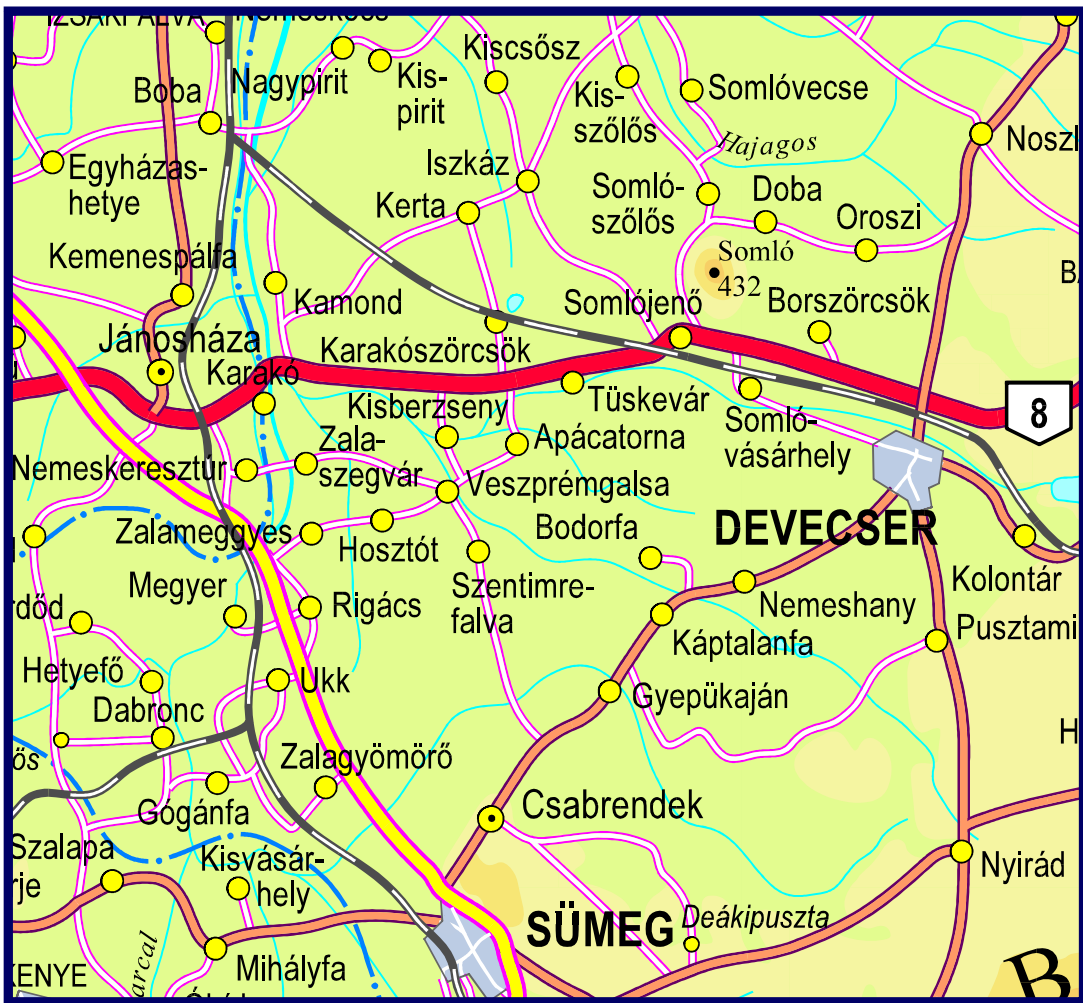 IZSÁKFALVA
Nemeskocs
Kiscsősz
Nagypirit
Kis-
pirit
Boba
Kis-
szőlős
Somlóvecse
Hajagos
Egyházas-
hetye
Iszkáz
Somló-
szőlős
Doba
Kerta
Oroszi
Kemenespálfa
Somló
432
Kamond
Somlójenő
Borszörcsök
Jánosháza
Karakószörcsök
Karakó
Kisberzseny
Tüskevár
8
Somló-
vásárhely
Zala-
szegvár
Apácatorna
Nemeskeresztúr
Veszprémgalsa
Zalameggyes
Hosztót
Bodorfa
DEVECSER
Megyer
Rigács
Szentimre-
falva
Nemeshany
Kolontár
Káptalanfa
Pusztami
Hetyefő
Ukk
Gyepükaján
Dabronc
Zalagyömörő
Gógánfa
Csabrendek
Szalapa
Kisvásár-
hely
Nyirád
SÜMEG
Deákipuszta
Mihályfa
B